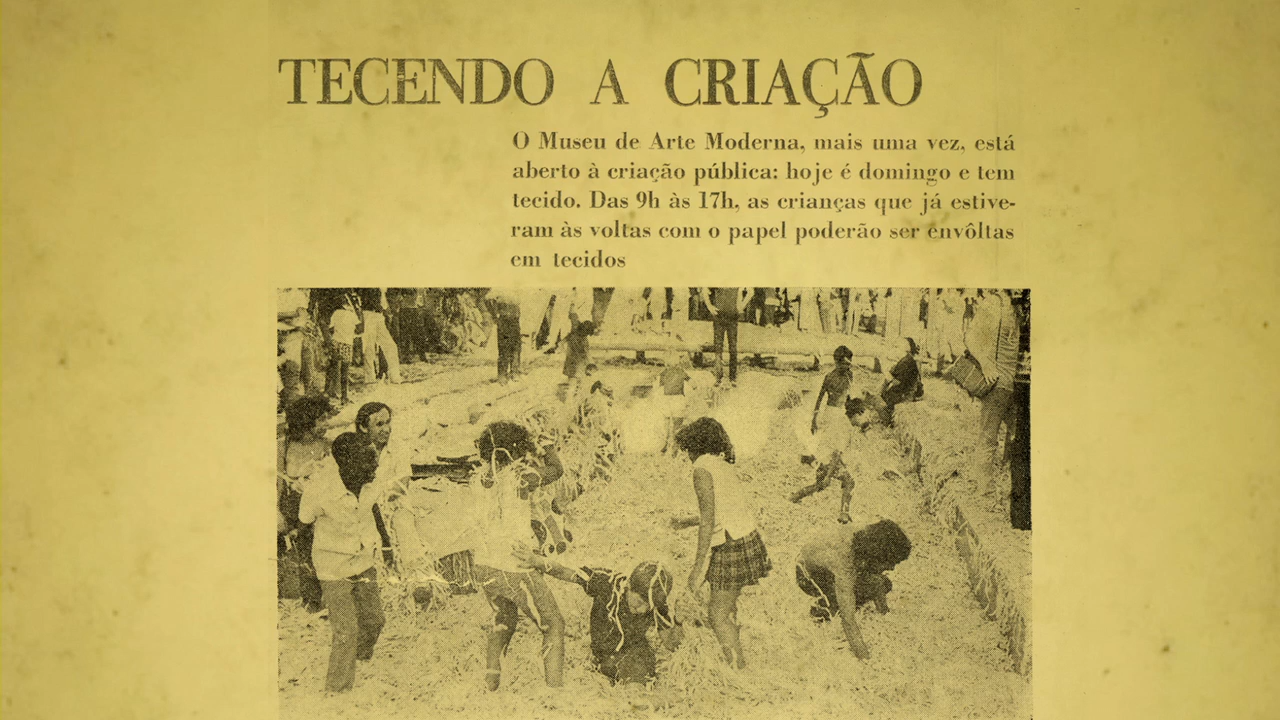 TECENDO A CRIAÇÃO
O Museu de Arte Moderna, mais uma vez, está
aberto à criação pública: hoje é domingo e tem
tecido. Das 9h às 17h, as crianças que já estive-
ram às voltas com o papel poderão ser envôltas
em tecidos